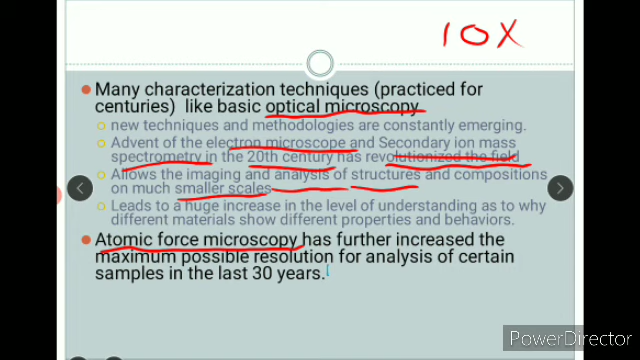 10X
Many characterization techniques (practiced for
centuries) like basic optical microscopy
new techniques and methodologies are constantly emerging.
Advent of the electron microscope and Secondary ion mass
spectrometry in the 20th century has revolutionized the field
Allows the imaging and analysis of structures and compositions
on much smaller scales
Leads to a huge increase in the level of understanding as to why
different materials show different properties and behaviors.
Atomic force microscopy has further increased the
maximum possible resolution for analysis of certain
samples in the last 30 years.[
PowerDirector